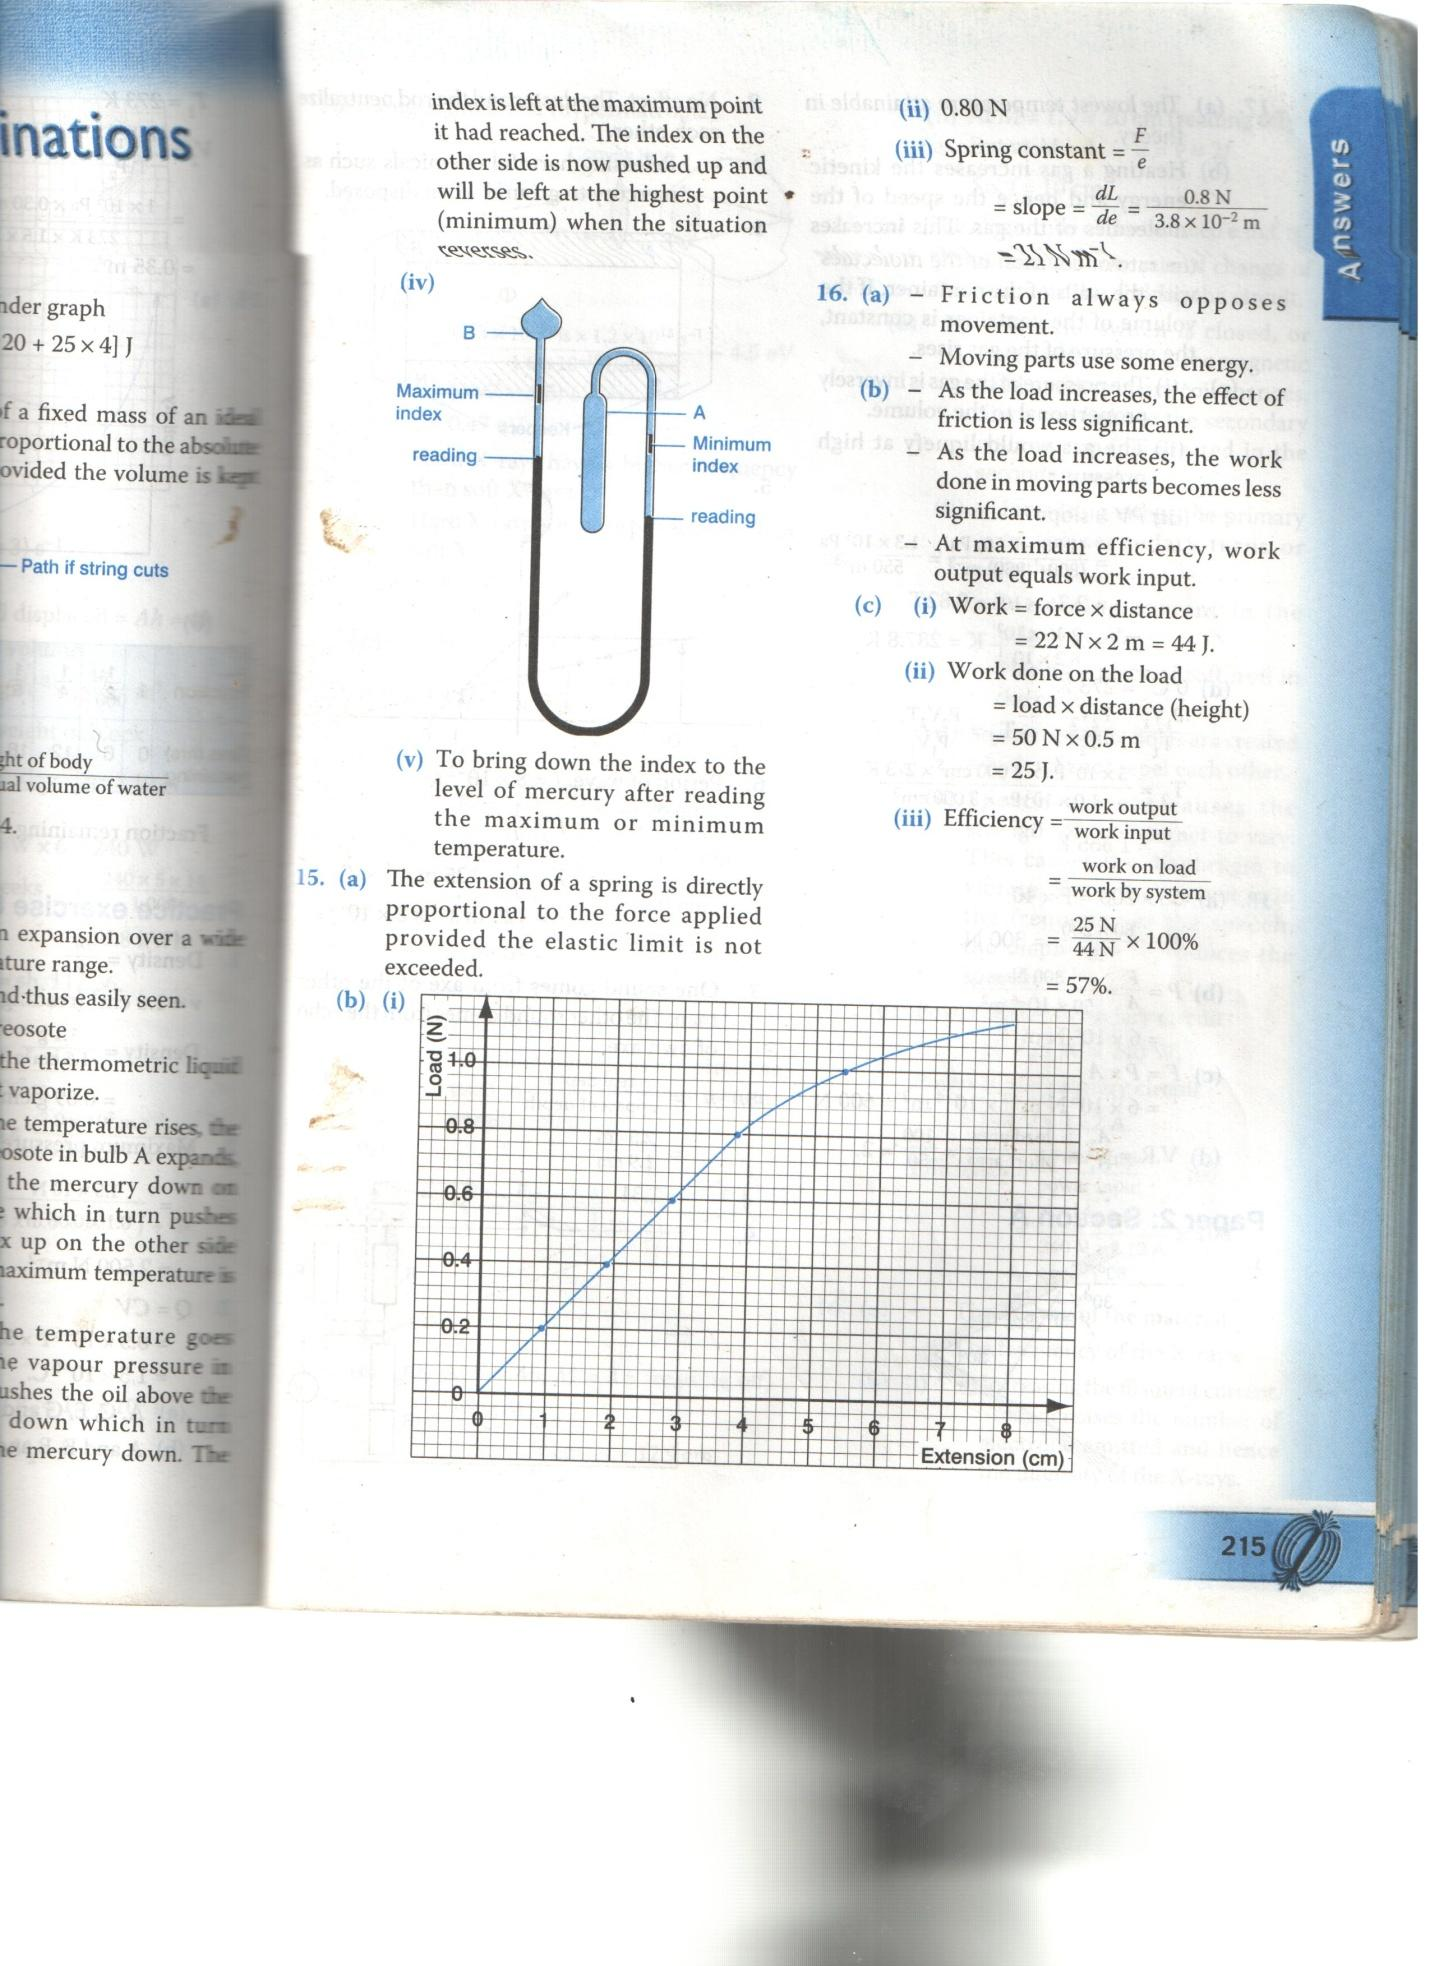 inations
nder graph
20 + 25 × 4] J
of a fixed mass of an ideal
roportional to the absolute
ovided the volume is kept
Path if string cuts
ght of body
ual volume of water
4.
n expansion over a wide
ature range.
nd thus easily seen.
reosote
the thermometric liquid
t vaporize.
he temperature rises, the
osote in bulb A expands
the mercury down on
e which in turn pushes
x up on the other side
maximum temperature is
he temperature goes
he vapour pressure in
ushes the oil above the
down which in turn
he mercury down. The
index is left at the maximum point
it had reached. The index on the
other side is now pushed up and
will be left at the highest point
(minimum) when the situation
reverses.
(iv)
B
Maximum
index
reading
A
Minimum
index
reading
(v) To bring down the index to the
level of mercury after reading
the maximum or minimum
temperature.
15. (a) The extension of a spring is directly
proportional to the force applied
provided the elastic limit is not
exceeded.
(b) (i)
Load (N)
1.0
0.8
0.6
0.4
0.2
0
0 1 2 3 4 5 6 7 8
Extension (cm)
(ii) 0.80 N
(iii) Spring constant = F/e
= slope = dL/de = 0.8 N / 3.8 × 10⁻² m
= 21 N m⁻¹.
16. (a) – Friction always opposes
movement.
– Moving parts use some energy.
(b) – As the load increases, the effect of
friction is less significant.
– As the load increases, the work
done in moving parts becomes less
significant.
– At maximum efficiency, work
output equals work input.
(c) (i) Work = force × distance
= 22 N × 2 m = 44 J.
(ii) Work done on the load
= load × distance (height)
= 50 N × 0.5 m
= 25 J.
(iii) Efficiency = work output / work input
= work on load / work by system
= 25 N / 44 N × 100%
= 57%.
Answers
215